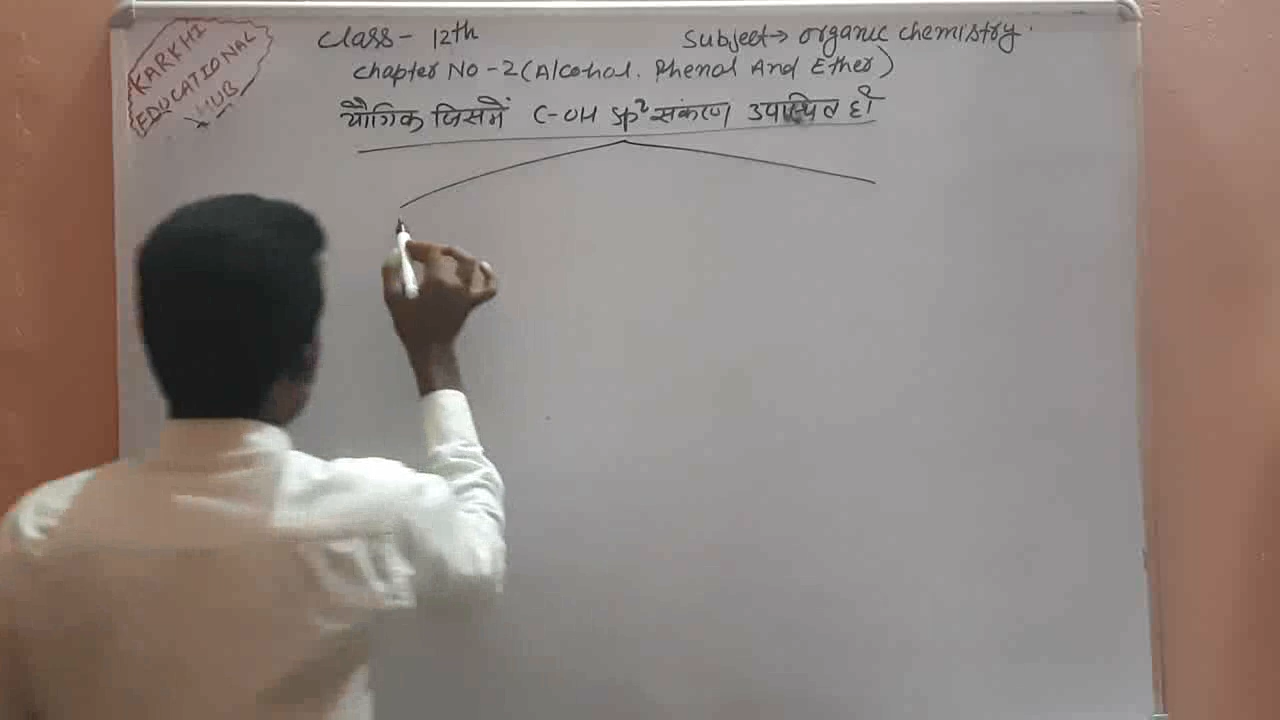 KARKHI
EDUCATIONAL
HUB
Class - 12th
Subject → organic chemistry.
Chapter No - 2 (Alcohol. Phenol And Ether)
यौगिक जिसमें C-OH sp² संकरण उपस्थित हो